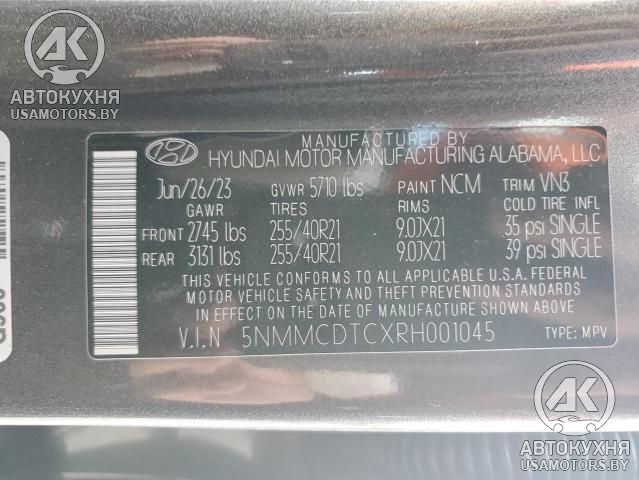 AK
АВТОКУХНЯ
USAMOTORS.BY
MANUFACTURED BY
HYUNDAI MOTOR MANUFACTURING ALABAMA, LLC
Jun/26/23 GVWR 5710 lbs PAINT NCM TRIM VN3
GAWR TIRES RIMS COLD TIRE INFL
FRONT 2745 lbs 255/40R21 9.0JX21 35 psi SINGLE
REAR 3131 lbs 255/40R21 9.0JX21 39 psi SINGLE
THIS VEHICLE CONFORMS TO ALL APPLICABLE U.S.A. FEDERAL
MOTOR VEHICLE SAFETY AND THEFT PREVENTION STANDARDS
IN EFFECT ON THE DATE OF MANUFACTURE SHOWN ABOVE
V.I.N 5NMMCDTCXRH001045 TYPE: MPV
AK
АВТОКУХНЯ
USAMOTORS.BY